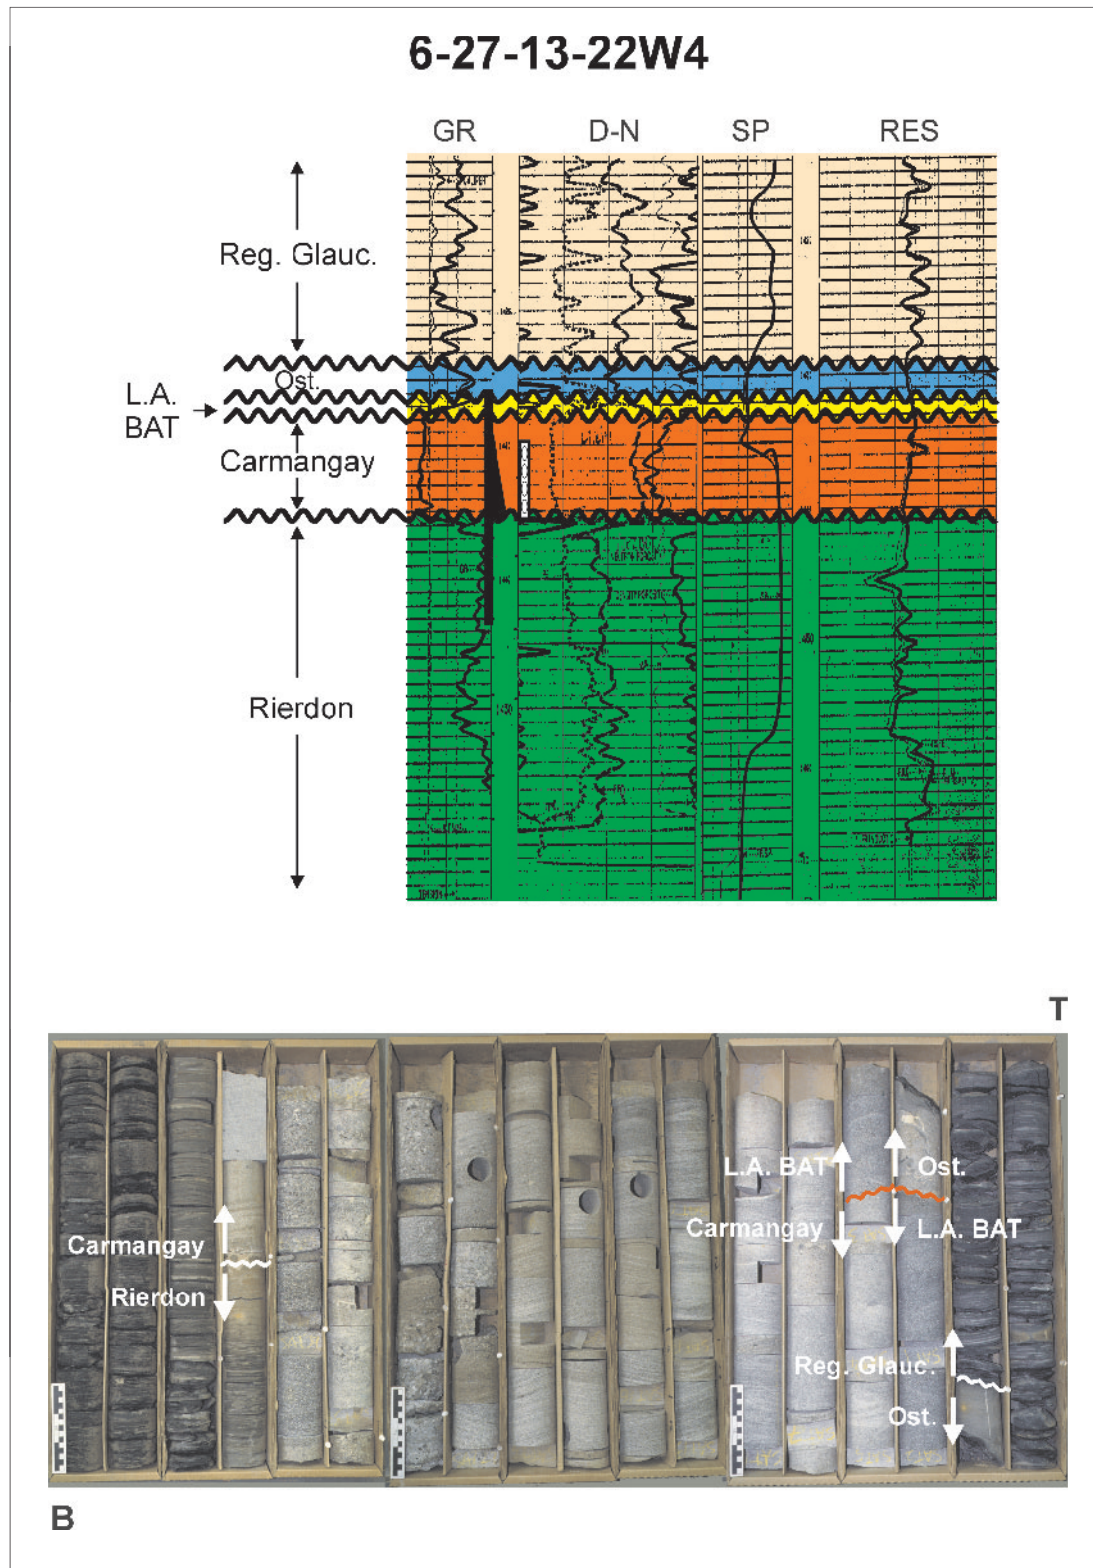 6-27-13-22W4
GR
D-N
SP
RES
Reg. Glauc.
Ost.
L.A.
BAT
Carmangay
Rierdon
T
L.A. BAT
Ost.
Carmangay
L.A. BAT
Carmangay
Rierdon
Reg. Glauc.
Ost.
B